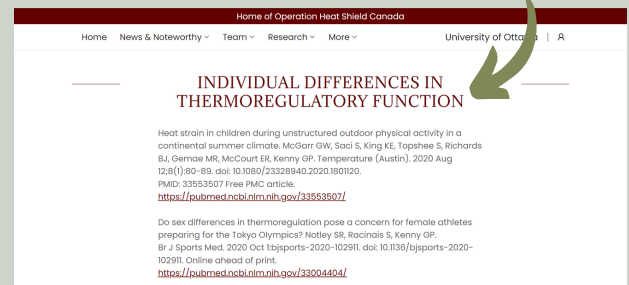 Home of Operation Heat Shield Canada
Home News & Noteworthy Team Research More University of Ottawa |
INDIVIDUAL DIFFERENCES IN
THERMOREGULATORY FUNCTION
Heat strain in children during unstructured outdoor physical activity in a
continental summer climate. McGarr GW, Saci S, King KE, Topshee S, Richards
BJ, Gemae MR, McCourt ER, Kenny GP. Temperature (Austin). 2020 Aug
12;8(1):80-89. doi: 10.1080/23328940.2020.1801120.
PMID: 33553507 Free PMC article.
https://pubmed.ncbi.nlm.nih.gov/33553507/
Do sex differences in thermoregulation pose a concern for female athletes
preparing for the Tokyo Olympics? Notley SR, Racinais S, Kenny GP.
Br J Sports Med. 2020 Oct 1:bjsports-2020-102911. doi: 10.1136/bjsports-2020-
102911. Online ahead of print.
https://pubmed.ncbi.nlm.nih.gov/33004404/